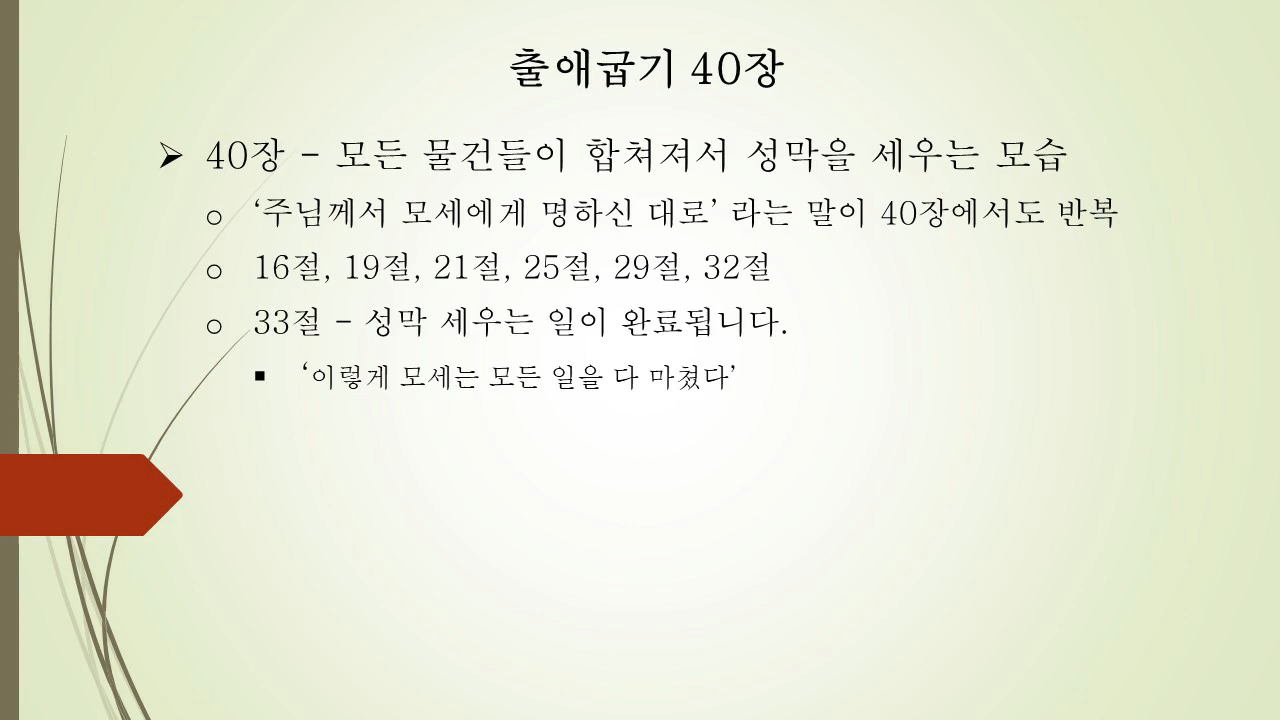 출애굽기 40장
➢ 40장 – 모든 물건들이 합쳐져서 성막을 세우는 모습
o ‘주님께서 모세에게 명하신 대로’ 라는 말이 40장에서도 반복
o 16절, 19절, 21절, 25절, 29절, 32절
o 33절 – 성막 세우는 일이 완료됩니다.
▪ ‘이렇게 모세는 모든 일을 다 마쳤다’